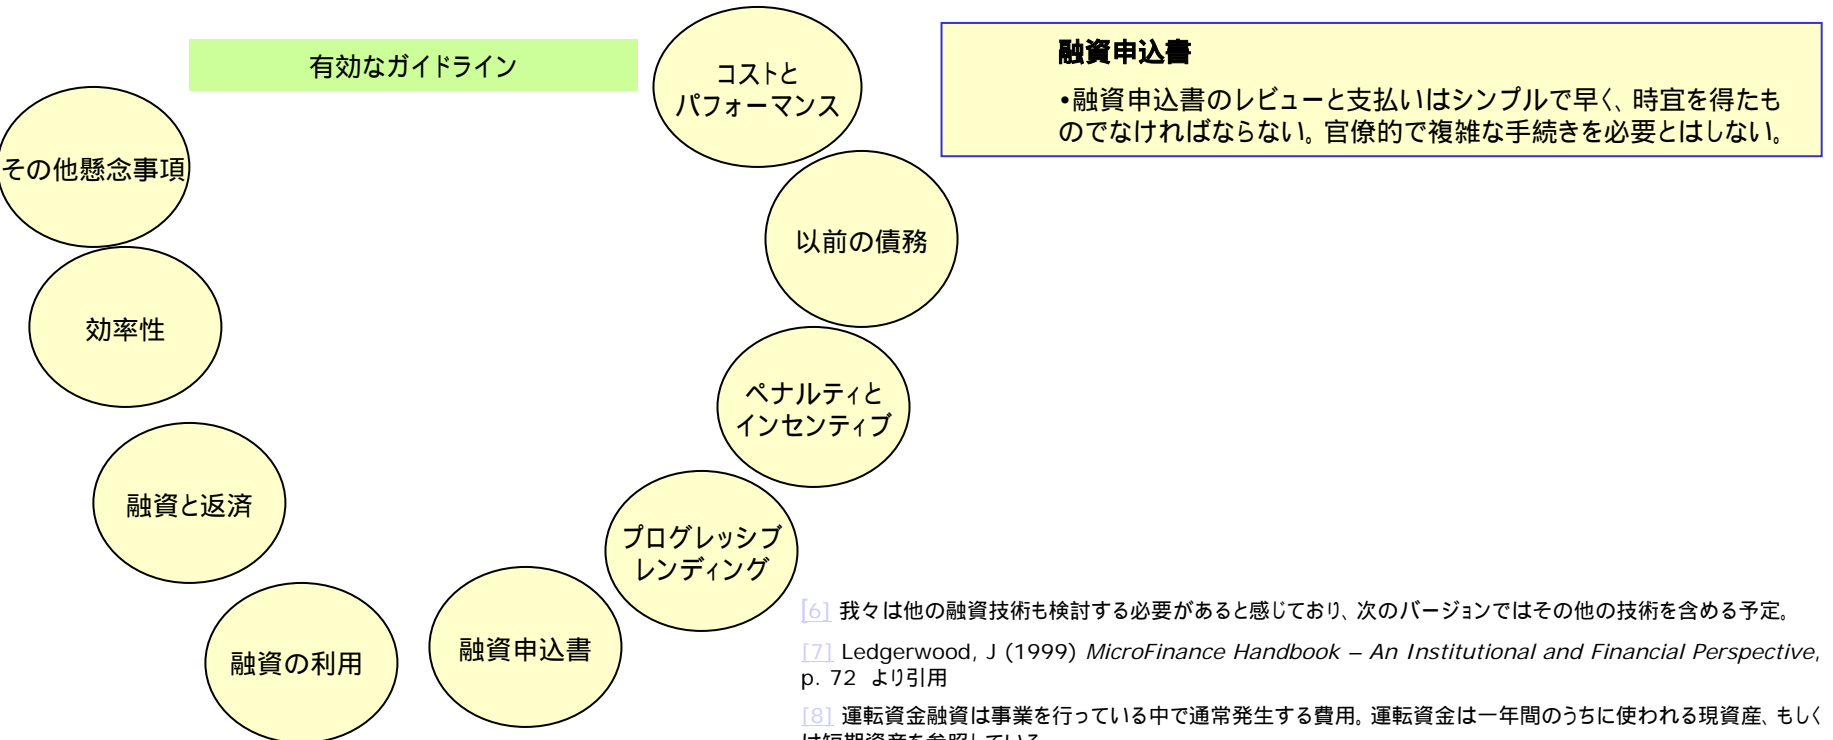 有効なガイドライン
コストと
パフォーマンス
融資申込書
•融資申込書のレビューと支払いはシンプルで早く、時宜を得たも
のでなければならない。官僚的で複雑な手続きを必要とはしない。
その他懸念事項
以前の債務
効率性
ペナルティと
インセンティブ
融資と返済
プログレッシブ
レンディング
融資申込書
融資の利用
[6] 我々は他の融資技術も検討する必要があると感じており、次のバージョンではその他の技術を含める予定。
[7] Ledgerwood, J (1999) MicroFinance Handbook – An Institutional and Financial Perspective,
p. 72 より引用
[8] 運転資金融資は事業を行っている中で通常発生する費用。運転資金は一年間のうちに使われる現資産、もしく
は短期資産を参照している